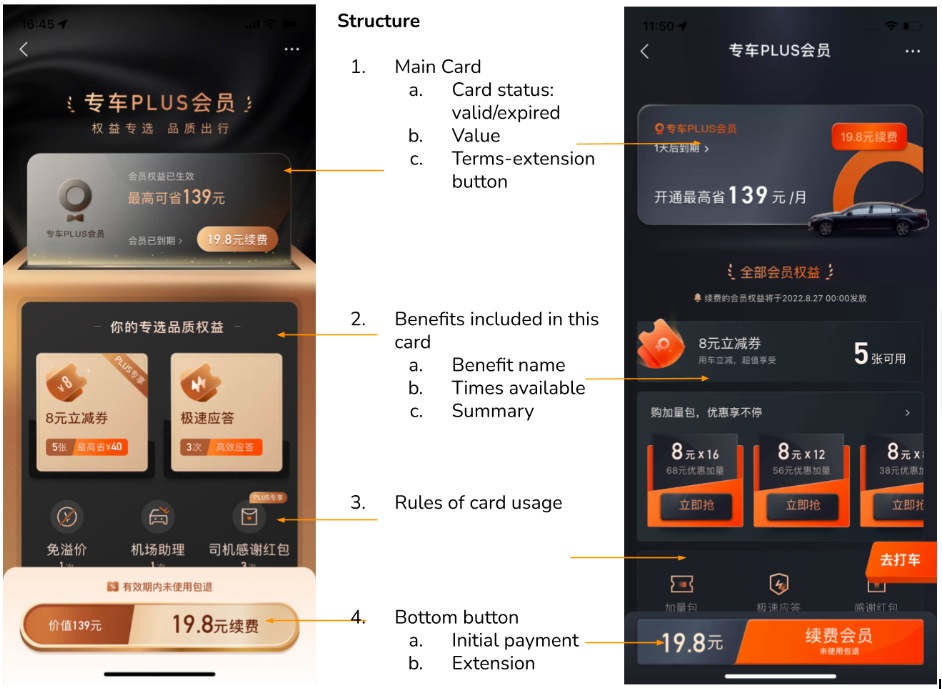 16:45
专车PLUS会员
权益专选 品质出行
会员权益已生效
最高可省139元
专车PLUS会员
会员已到期 >
19.8元续费
你的专选品质权益
PLUS专享
¥8
8元立减券
5张 最高省¥40
极速应答
3次 高效应答
PLUS专享
免溢价
机场助理
司机感谢红包
1次
1次
3次
有效期内未使用包退
价值139元
19.8元续费
Structure
1. Main Card
a. Card status:
valid/expired
b. Value
c. Terms-extension
button
2. Benefits included in this
card
a. Benefit name
b. Times available
c. Summary
3. Rules of card usage
4. Bottom button
a. Initial payment
b. Extension
11:50
专车PLUS会员
专车PLUS会员
1天后到期 >
19.8元续费
开通最高省139元/月
全部会员权益
续费的会员权益将于2022.8.27 00:00发放
8元立减券
用车立减，超值享受
5张可用
购加量包，优惠享不停 >
8元x16
68元优惠加量
立即抢
8元x12
56元优惠加量
立即抢
8元x
38元优惠加
立即抢
去打车
加量包
极速应答
感谢红包
19.8元
续费会员
未使用包退